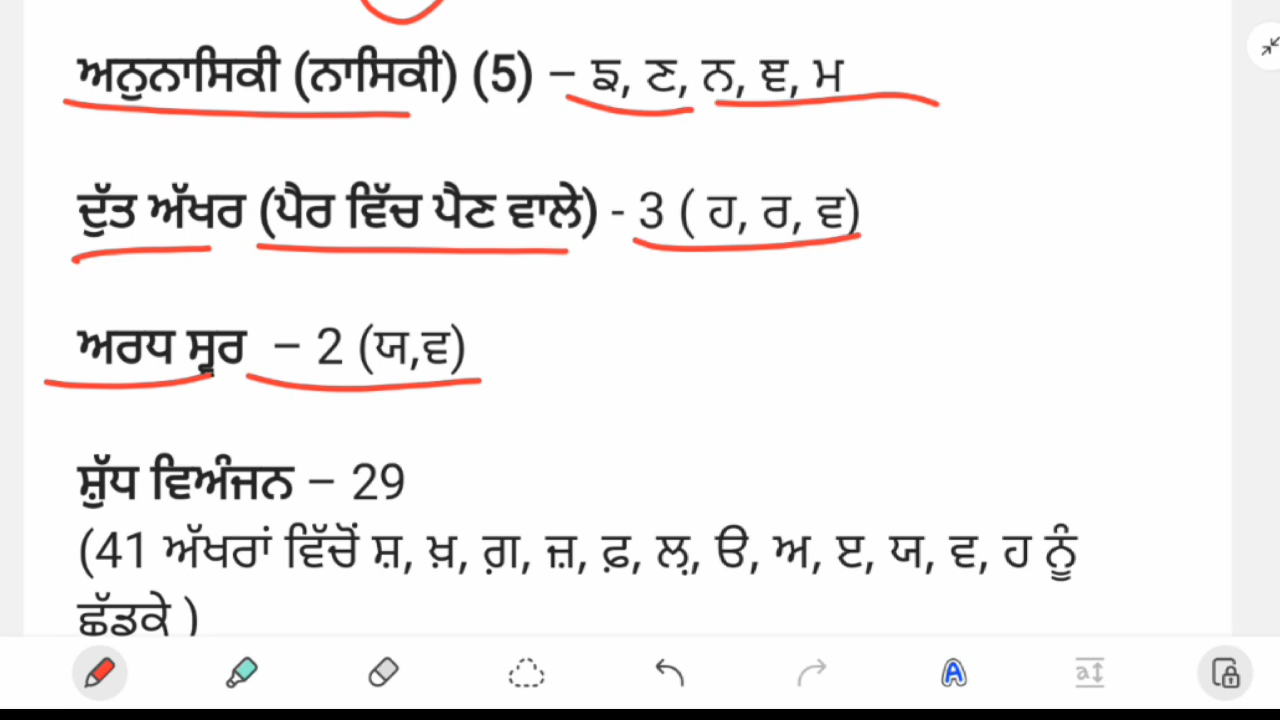 ਅਨੁਨਾਸਿਕੀ (ਨਾਸਿਕੀ) (5) – ਙ, ਣ, ਨ, ਞ, ਮ
ਦੁੱਤ ਅੱਖਰ (ਪੈਰ ਵਿੱਚ ਪੈਣ ਵਾਲੇ) - 3 ( ਹ, ਰ, ਵ)
ਅਰਧ ਸ੍ਵਰ – 2 (ਯ,ਵ)
ਸ਼ੁੱਧ ਵਿਅੰਜਨ – 29
(41 ਅੱਖਰਾਂ ਵਿੱਚੋਂ ਸ਼, ਖ਼, ਗ਼, ਜ਼, ਫ਼, ਲ਼, ੳ, ਅ, ੲ, ਯ, ਵ, ਹ ਨੂੰ
ਛੱਡਕੇ )
A
a